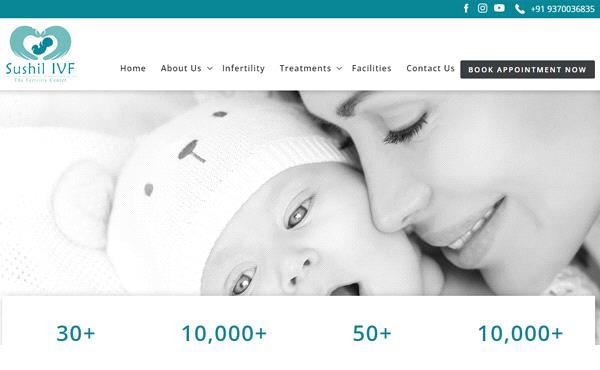 +91 9370036835
Sushil IVF
The Fertility Center
Home About Us Infertility Treatments Facilities Contact Us BOOK APPOINTMENT NOW
30+ 10,000+ 50+ 10,000+